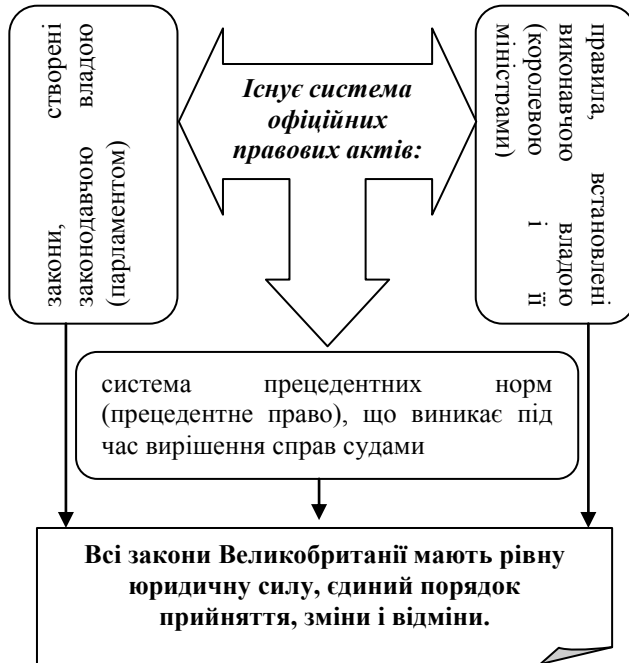 Існує система
офіційних
правових актів:
закони, створені
законодавчою владою
(парламентом)
правила, встановлені
виконавчою владою
(королевою і її
міністрами)
система прецедентних норм
(прецедентне право), що виникає під
час вирішення справ судами
Всі закони Великобританії мають рівну
юридичну силу, єдиний порядок
прийняття, зміни і відміни.